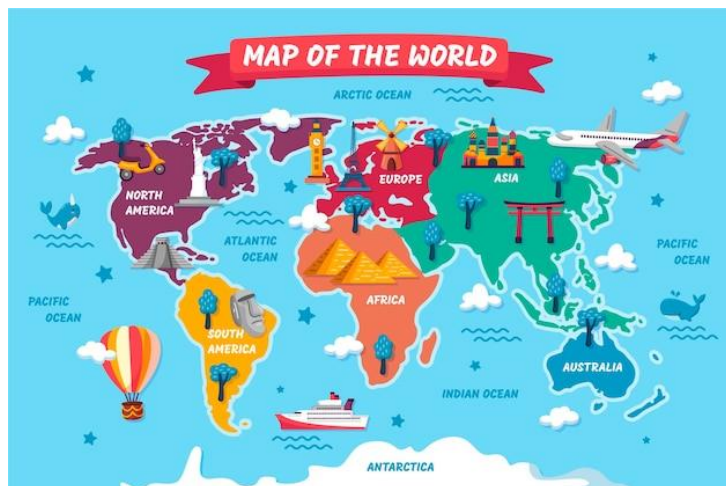 MAP OF THE WORLD
ARCTIC OCEAN
EUROPE
ASIA
NORTH
AMERICA
ATLANTIC
OCEAN
PACIFIC
OCEAN
PACIFIC
OCEAN
AFRICA
SOUTH
AMERICA
AUSTRALIA
INDIAN OCEAN
ANTARCTICA